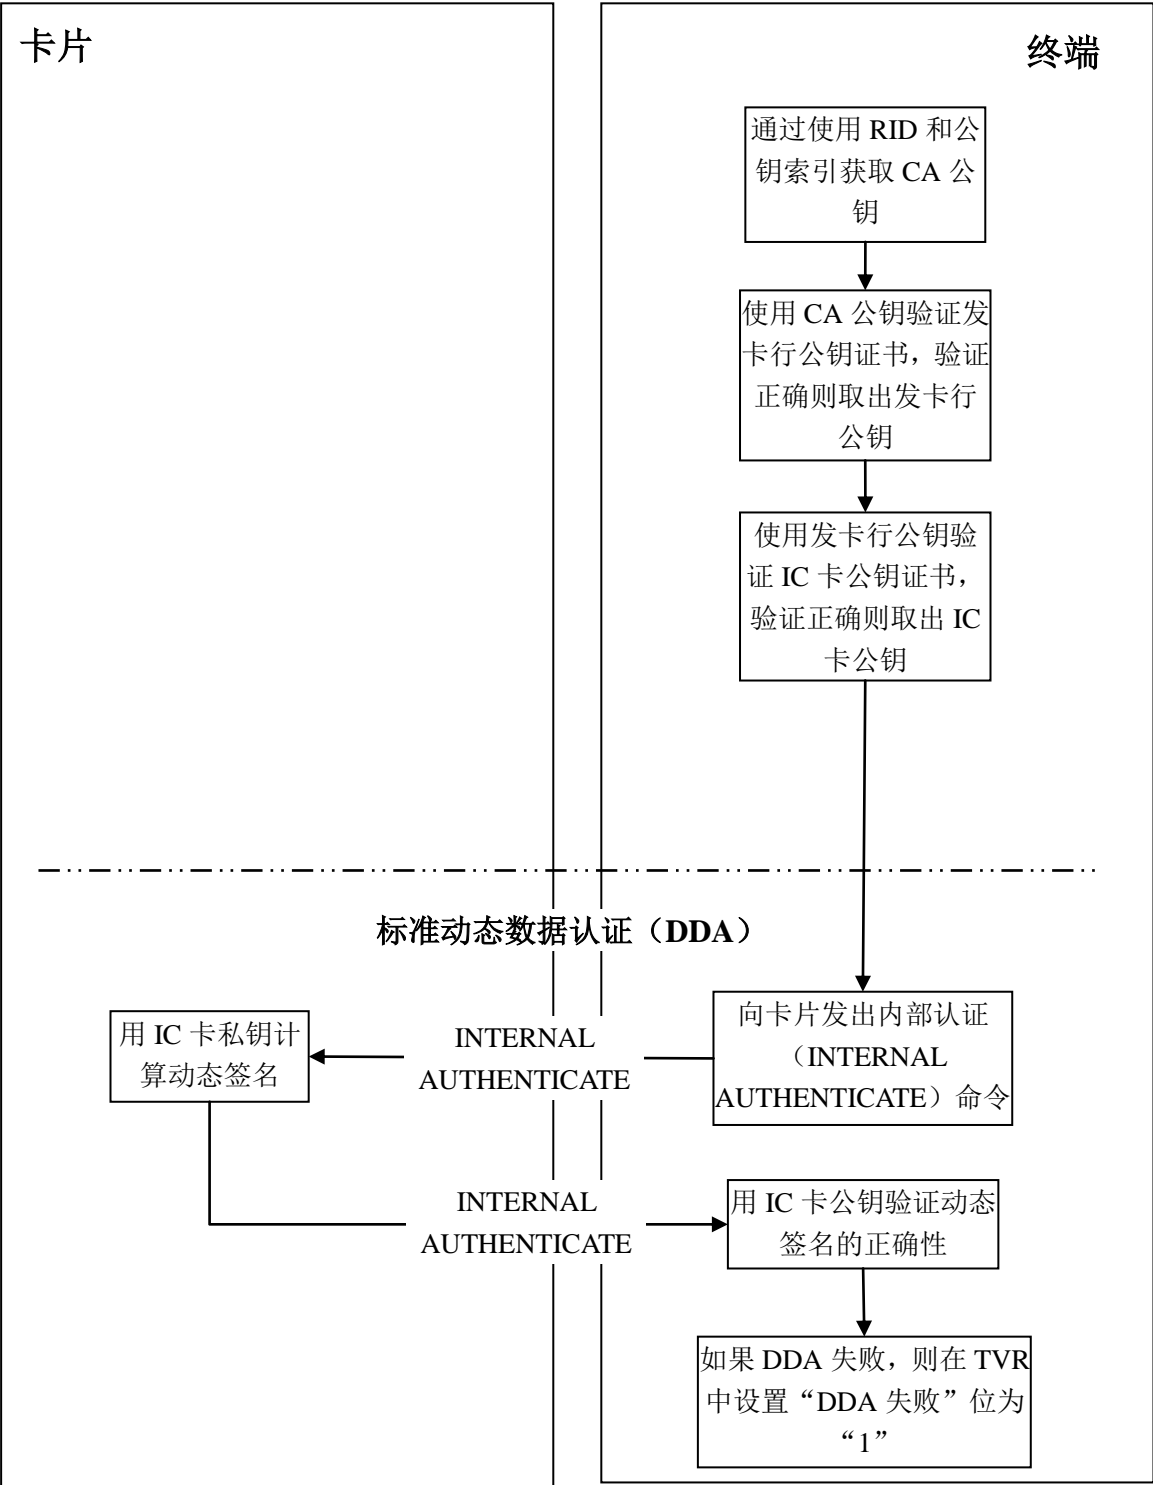 卡片
终端
通过使用 RID 和公
钥索引获取 CA 公
钥
使用 CA 公钥验证发
卡行公钥证书，验证
正确则取出发卡行
公钥
使用发卡行公钥验
证 IC 卡公钥证书，
验证正确则取出 IC
卡公钥
标准动态数据认证（DDA）
向卡片发出内部认证
（INTERNAL
AUTHENTICATE）命令
INTERNAL
AUTHENTICATE
用 IC 卡私钥计
算动态签名
INTERNAL
AUTHENTICATE
用 IC 卡公钥验证动态
签名的正确性
如果 DDA 失败，则在 TVR
中设置“DDA 失败”位为
“1”